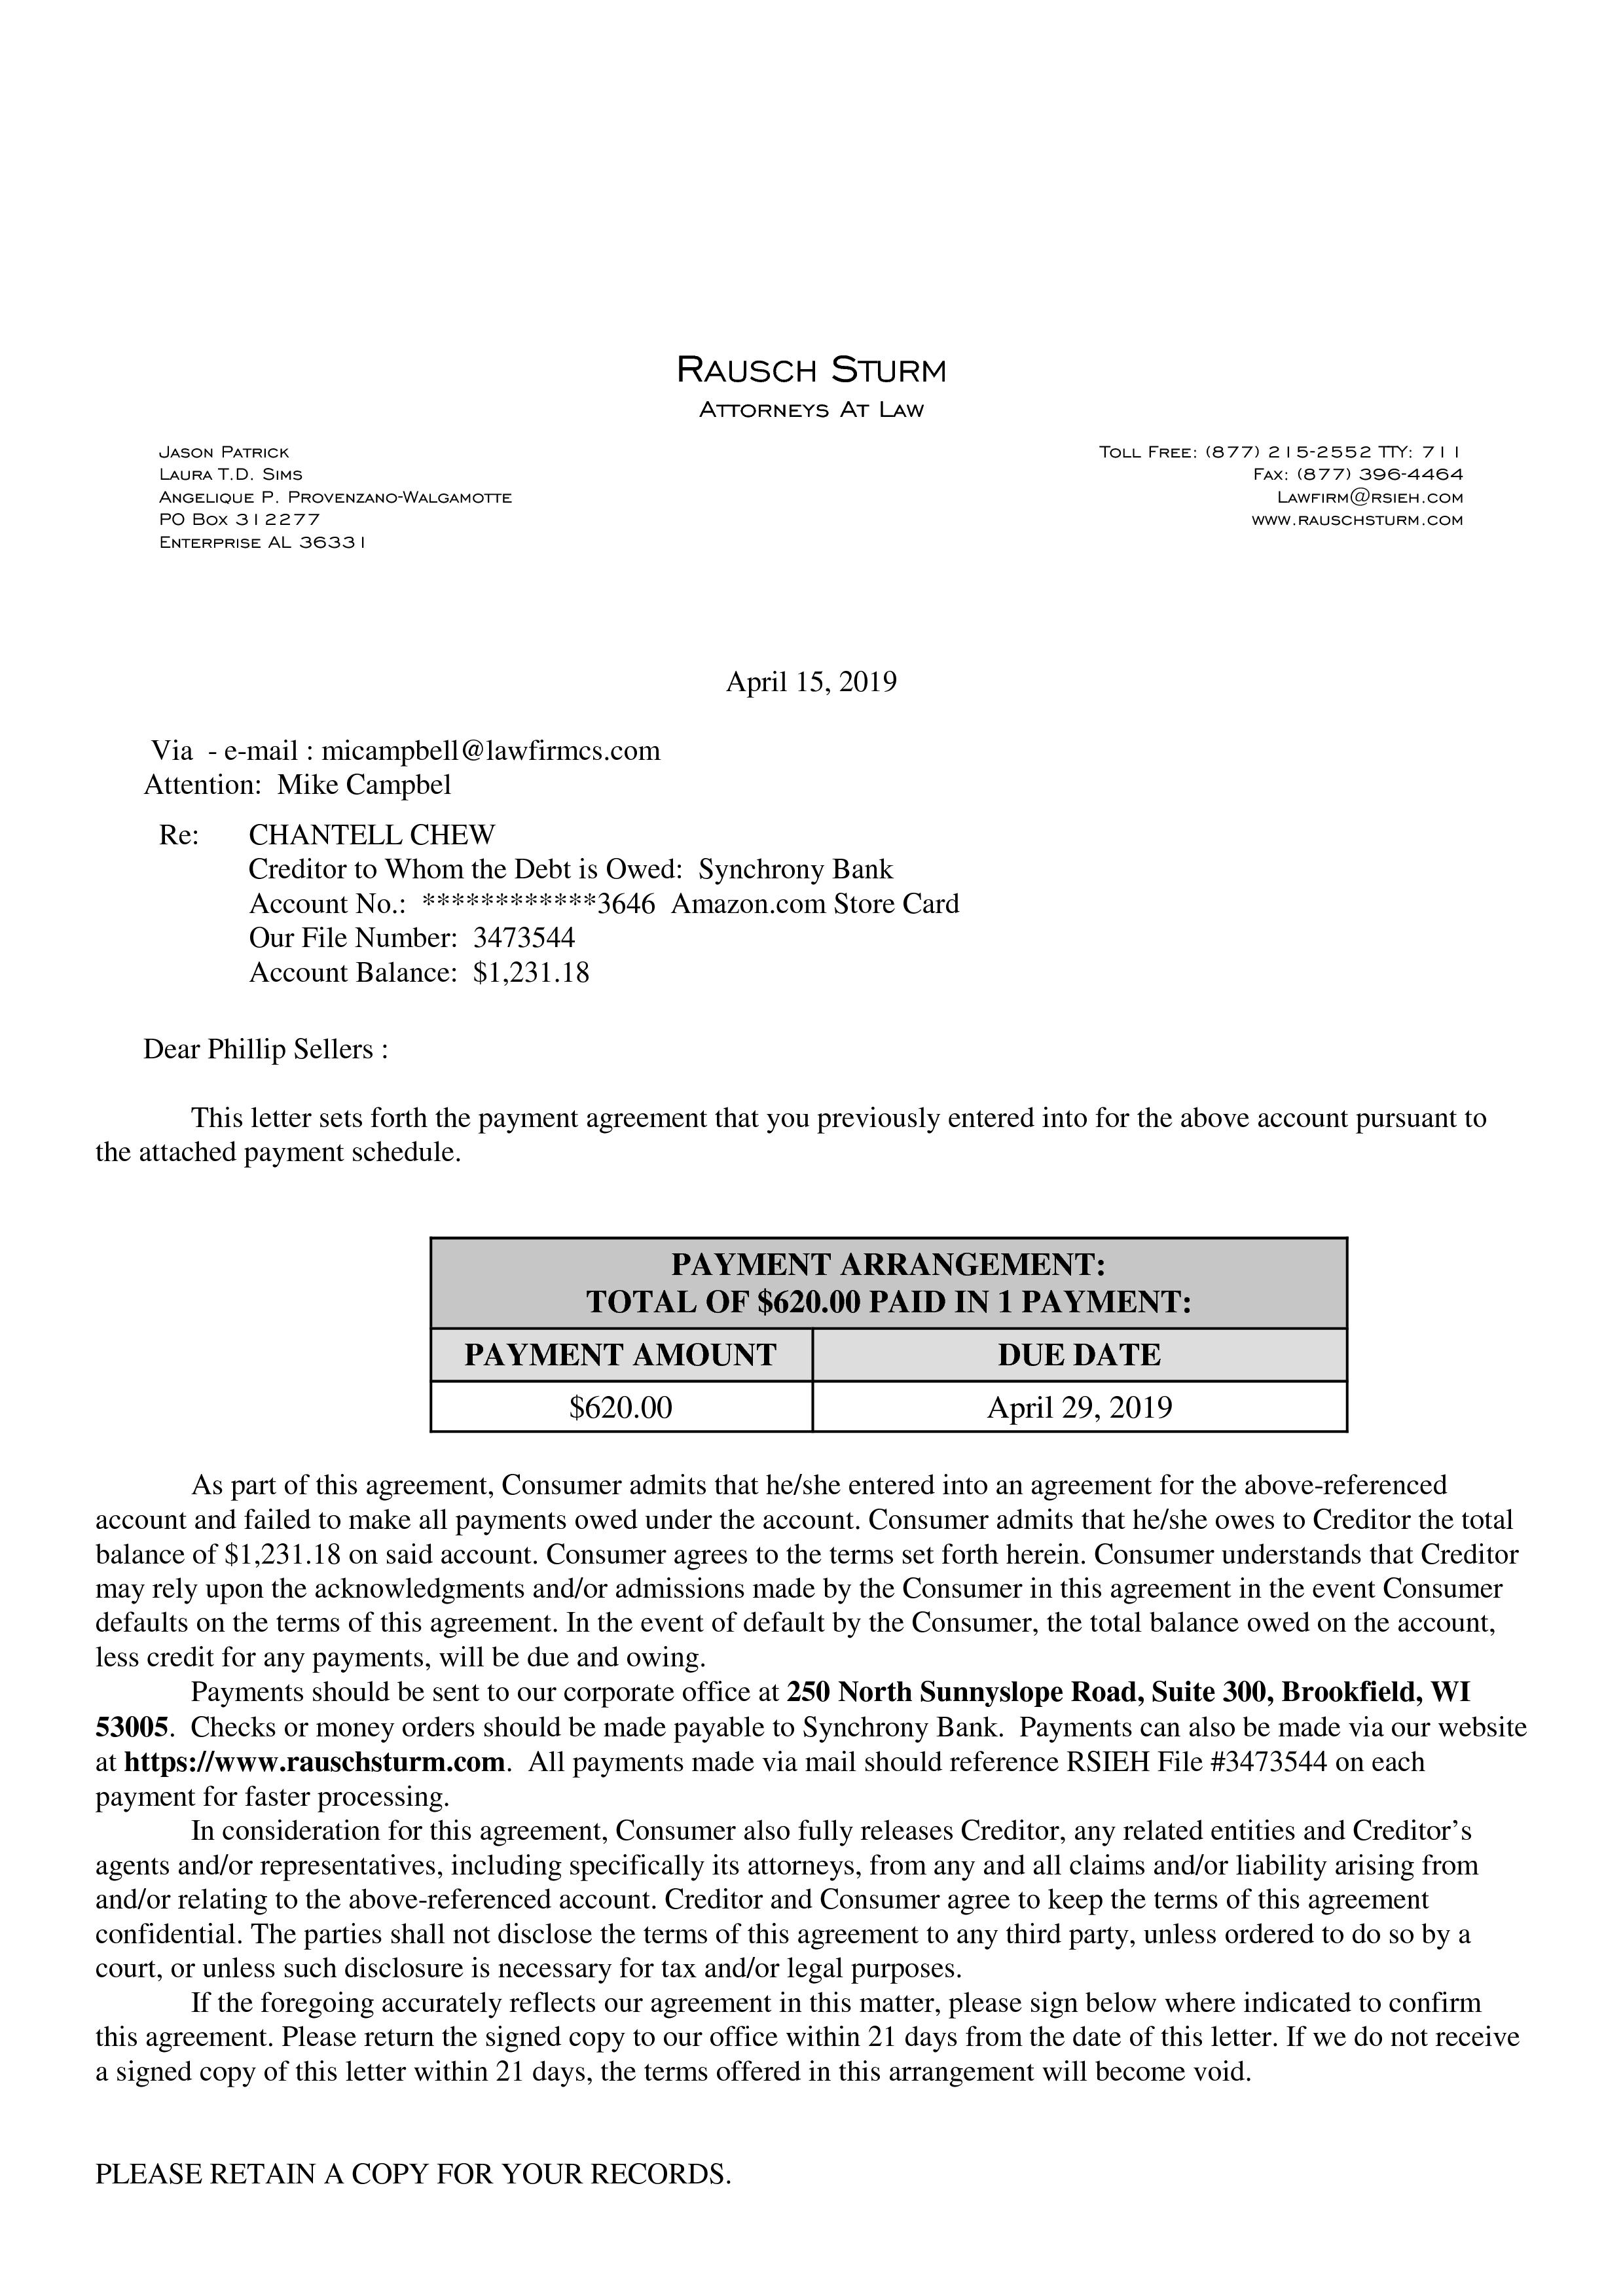 RAUSCH STURM
ATTORNEYS AT LAW
JASON PATRICK
LAURA T.D. SIMS
ANGELIQUE P. PROVENZANO-WALGAMOTTE
PO BOX 312277
ENTERPRISE AL 36331
TOLL FREE: (877) 215-2552 TTY: 711
FAX: (877) 396-4464
LAWFIRM@RSIEH.COM
WWW.RAUSCHSTURM.COM
April 15, 2019
Via - e-mail : micampbell@lawfirmcs.com
Attention: Mike Campbel
Re: CHANTELL CHEW
Creditor to Whom the Debt is Owed: Synchrony Bank
Account No.: ************3646 Amazon.com Store Card
Our File Number: 3473544
Account Balance: $1,231.18
Dear Phillip Sellers :
This letter sets forth the payment agreement that you previously entered into for the above account pursuant to
the attached payment schedule.
PAYMENT ARRANGEMENT:
TOTAL OF $620.00 PAID IN 1 PAYMENT:
PAYMENT AMOUNT DUE DATE
$620.00 April 29, 2019
As part of this agreement, Consumer admits that he/she entered into an agreement for the above-referenced
account and failed to make all payments owed under the account. Consumer admits that he/she owes to Creditor the total
balance of $1,231.18 on said account. Consumer agrees to the terms set forth herein. Consumer understands that Creditor
may rely upon the acknowledgments and/or admissions made by the Consumer in this agreement in the event Consumer
defaults on the terms of this agreement. In the event of default by the Consumer, the total balance owed on the account,
less credit for any payments, will be due and owing.
Payments should be sent to our corporate office at 250 North Sunnyslope Road, Suite 300, Brookfield, WI
53005. Checks or money orders should be made payable to Synchrony Bank. Payments can also be made via our website
at https://www.rauschsturm.com. All payments made via mail should reference RSIEH File #3473544 on each
payment for faster processing.
In consideration for this agreement, Consumer also fully releases Creditor, any related entities and Creditor’s
agents and/or representatives, including specifically its attorneys, from any and all claims and/or liability arising from
and/or relating to the above-referenced account. Creditor and Consumer agree to keep the terms of this agreement
confidential. The parties shall not disclose the terms of this agreement to any third party, unless ordered to do so by a
court, or unless such disclosure is necessary for tax and/or legal purposes.
If the foregoing accurately reflects our agreement in this matter, please sign below where indicated to confirm
this agreement. Please return the signed copy to our office within 21 days from the date of this letter. If we do not receive
a signed copy of this letter within 21 days, the terms offered in this arrangement will become void.
PLEASE RETAIN A COPY FOR YOUR RECORDS.